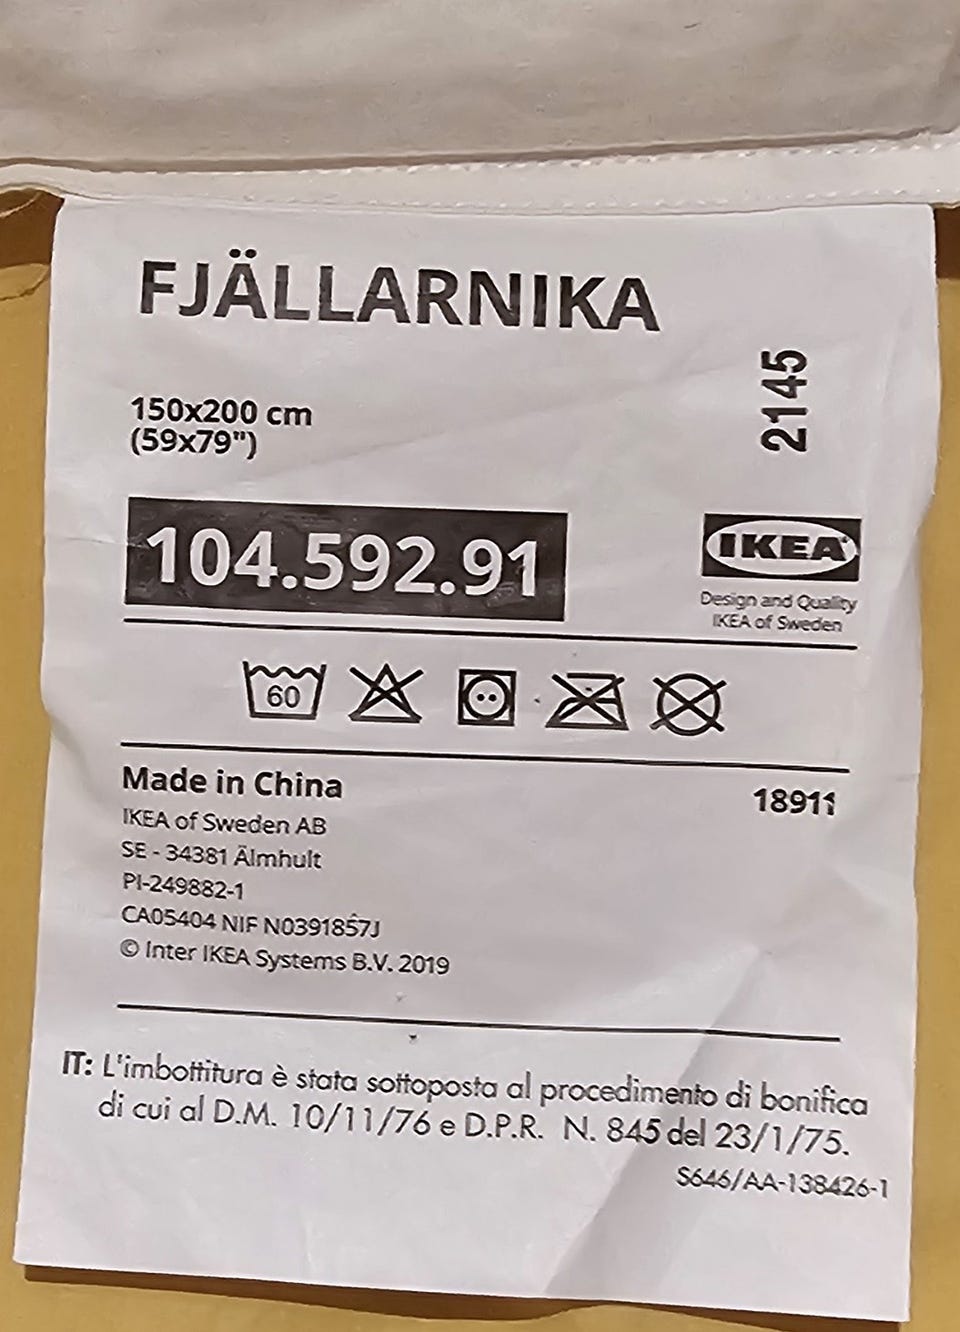 FJÄLLARNIKA
2145
150x200 cm
(59x79")
104.592.91
IKEA
Design and Quality
IKEA of Sweden
60
Made in China
18911
IKEA of Sweden AB
SE - 34381 Älmhult
PI-249882-1
CA05404 NIF N0391857J
© Inter IKEA Systems B.V. 2019
IT: L'imbottitura è stata sottoposta al procedimento di bonifica
di cui al D.M. 10/11/76 e D.P.R. N. 845 del 23/1/75.
S646/AA-138426-1